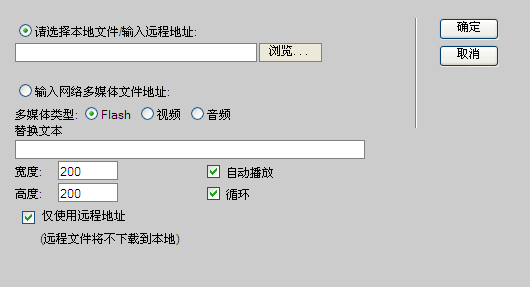 请选择本地文件/输入远程地址: 确定
浏览... 取消
输入网络多媒体文件地址:
多媒体类型: Flash 视频 音频
替换文本
宽度: 200 自动播放
高度: 200 循环
仅使用远程地址
(远程文件将不下载到本地)